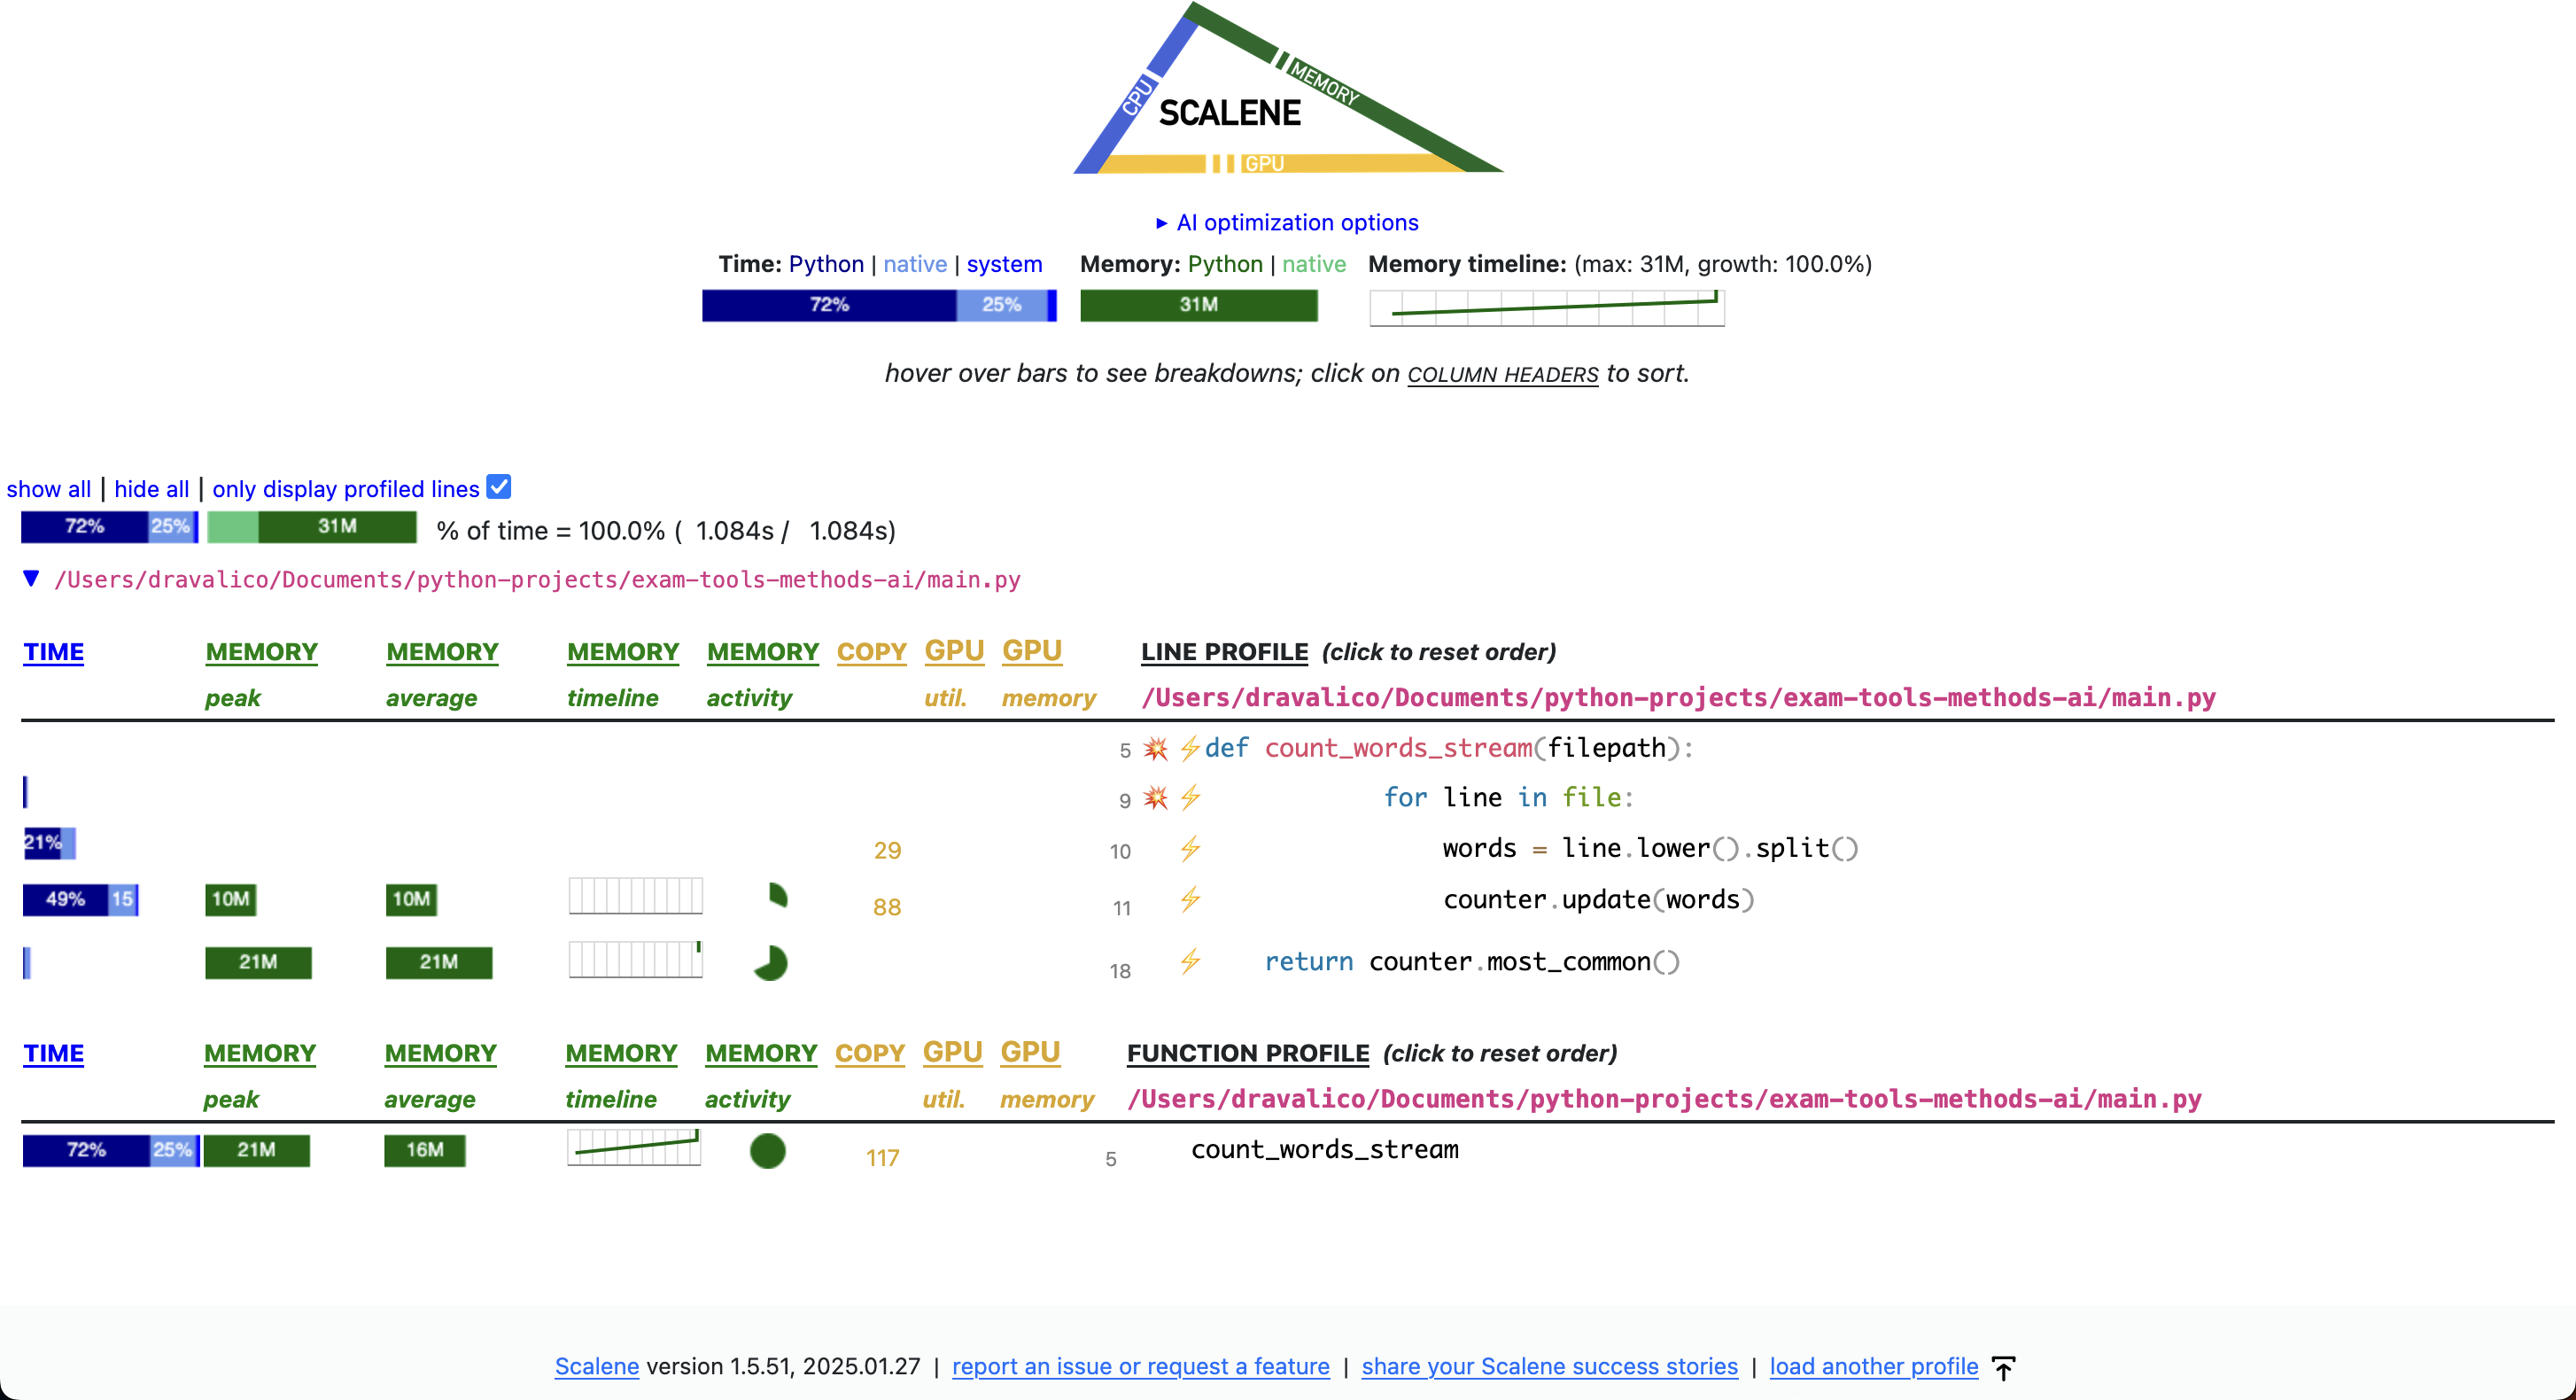 CPU
MEMORY
SCALENE
GPU
▸ AI optimization options
Time: Python | native | system Memory: Python | native Memory timeline: (max: 31M, growth: 100.0%)
72% 25% 31M
hover over bars to see breakdowns; click on COLUMN HEADERS to sort.
show all | hide all | only display profiled lines
72% 25% 31M % of time = 100.0% ( 1.084s / 1.084s)
▼ /Users/dravalico/Documents/python-projects/exam-tools-methods-ai/main.py
TIME MEMORY MEMORY MEMORY MEMORY COPY GPU GPU LINE PROFILE (click to reset order)
peak average timeline activity util. memory /Users/dravalico/Documents/python-projects/exam-tools-methods-ai/main.py
5 💥 ⚡def count_words_stream(filepath):
9 💥 ⚡ for line in file:
21% 29 10 ⚡ words = line.lower().split()
49% 15 10M 10M 88 11 ⚡ counter.update(words)
21M 21M 18 ⚡ return counter.most_common()
TIME MEMORY MEMORY MEMORY MEMORY COPY GPU GPU FUNCTION PROFILE (click to reset order)
peak average timeline activity util. memory /Users/dravalico/Documents/python-projects/exam-tools-methods-ai/main.py
72% 25% 21M 16M 117 5 count_words_stream
Scalene version 1.5.51, 2025.01.27 | report an issue or request a feature | share your Scalene success stories | load another profile